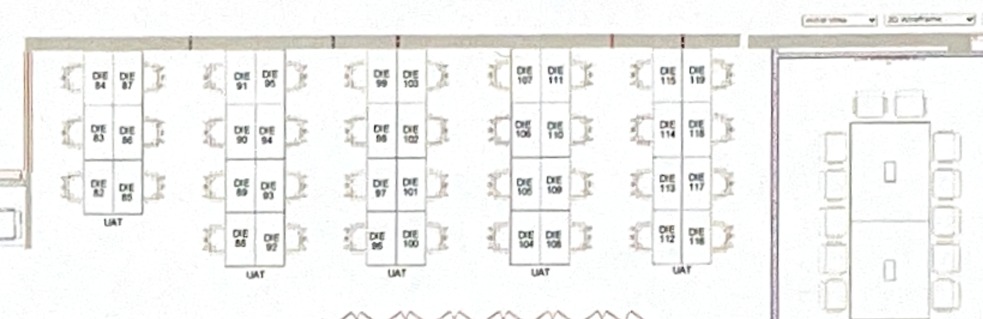 2D Wireframe
DIE 84 DIE 87
DIE 91 DIE 95
DIE 99 DIE 103
DIE 107 DIE 111
DIE 115 DIE 119
DIE 83 DIE 86
DIE 90 DIE 94
DIE 98 DIE 102
DIE 106 DIE 110
DIE 114 DIE 118
DIE 82 DIE 85
DIE 89 DIE 93
DIE 97 DIE 101
DIE 105 DIE 109
DIE 113 DIE 117
UAT
DIE 88 DIE 92
DIE 96 DIE 100
DIE 104 DIE 108
DIE 112 DIE 116
UAT
UAT
UAT
UAT